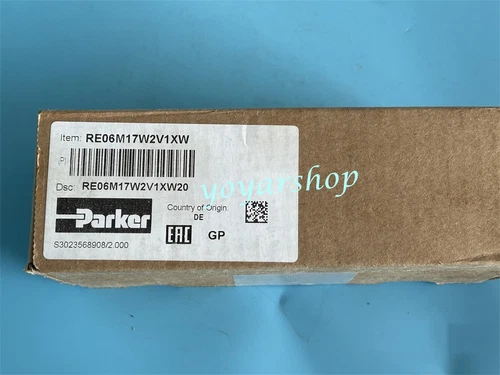 Item: RE06M17W2V1XW
(P)
Dsc: RE06M17W2V1XW20
yoyarshop
Parker
Country of Origin:
DE
EAC GP
S3023568908/2.000